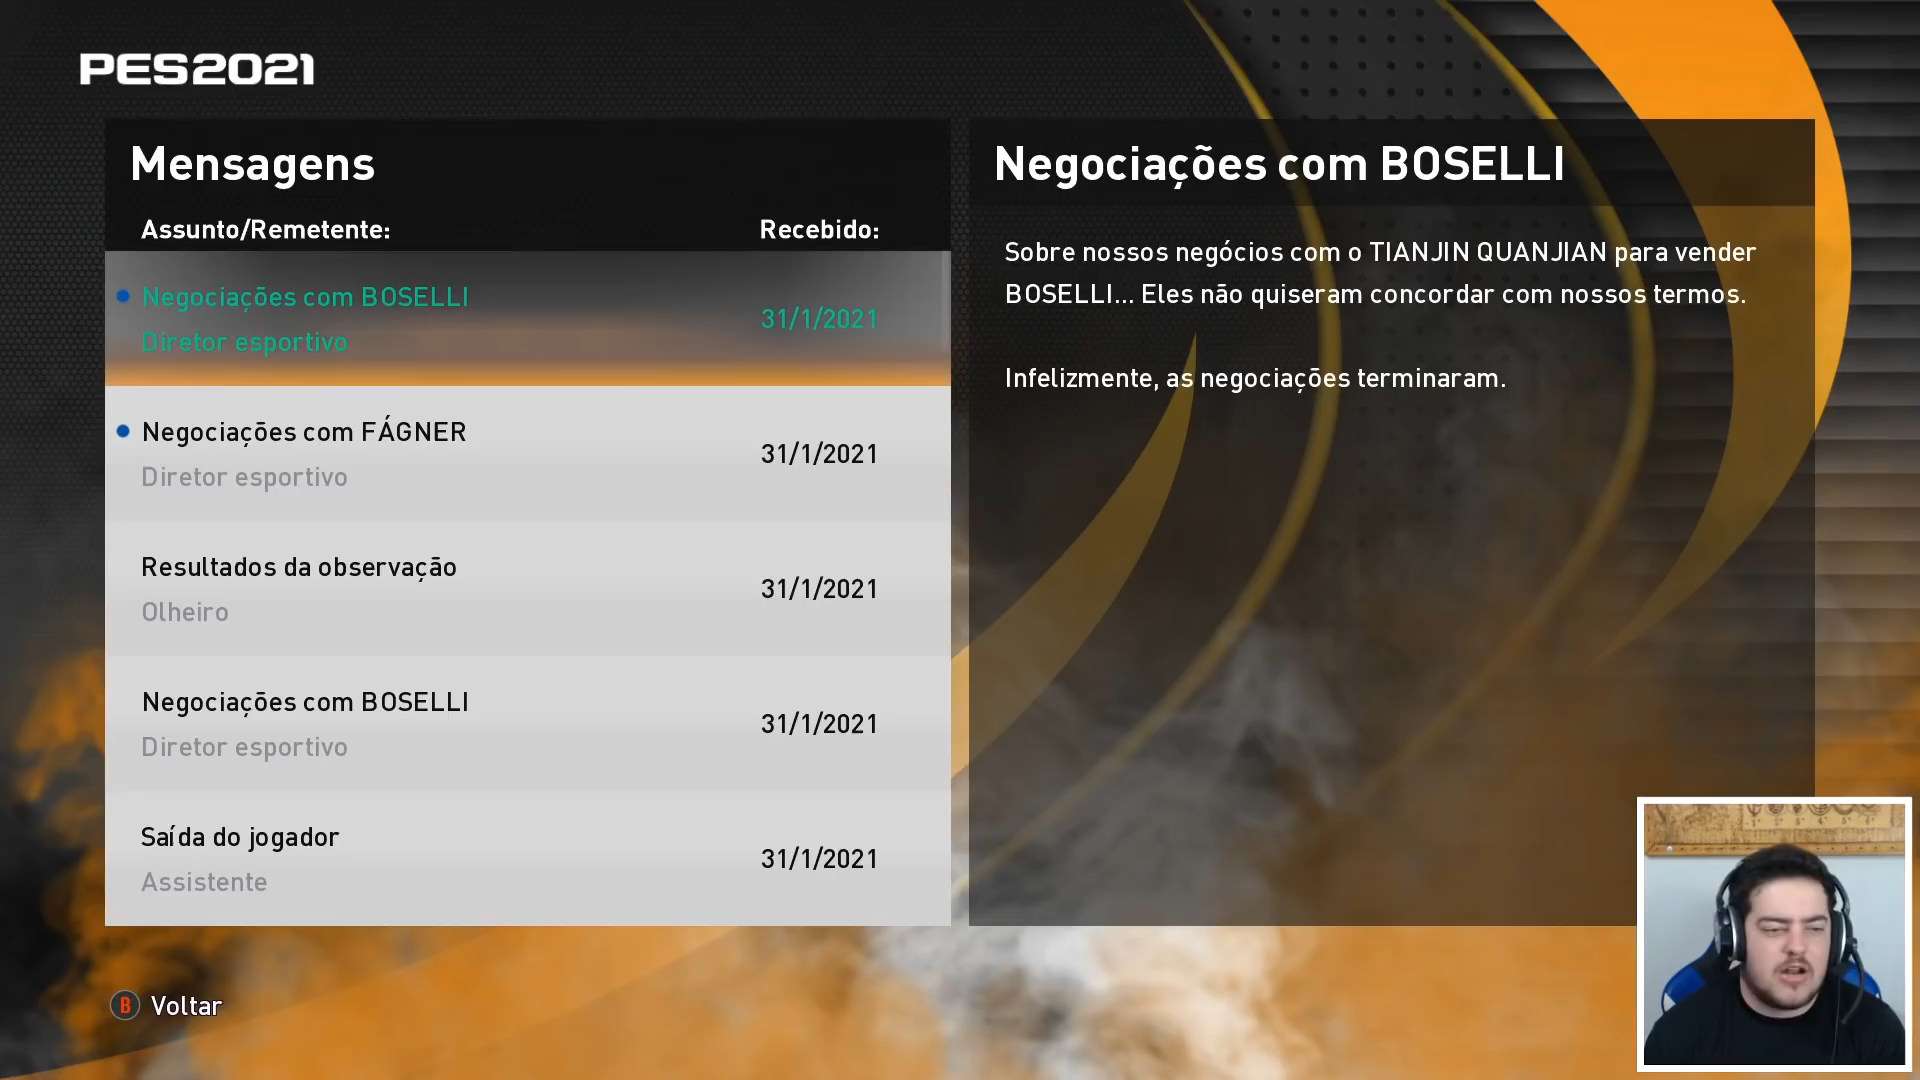 PES2021
Mensagens
Assunto/Remetente:
Recebido:
Negociações com BOSELLI
Diretor esportivo
31/1/2021
Negociações com FÁGNER
Diretor esportivo
31/1/2021
Resultados da observação
Olheiro
31/1/2021
Negociações com BOSELLI
Diretor esportivo
31/1/2021
Saída do jogador
Assistente
31/1/2021
Negociações com BOSELLI
Sobre nossos negócios com o TIANJIN QUANJIAN para vender
BOSELLI... Eles não quiseram concordar com nossos termos.
Infelizmente, as negociações terminaram.
B Voltar